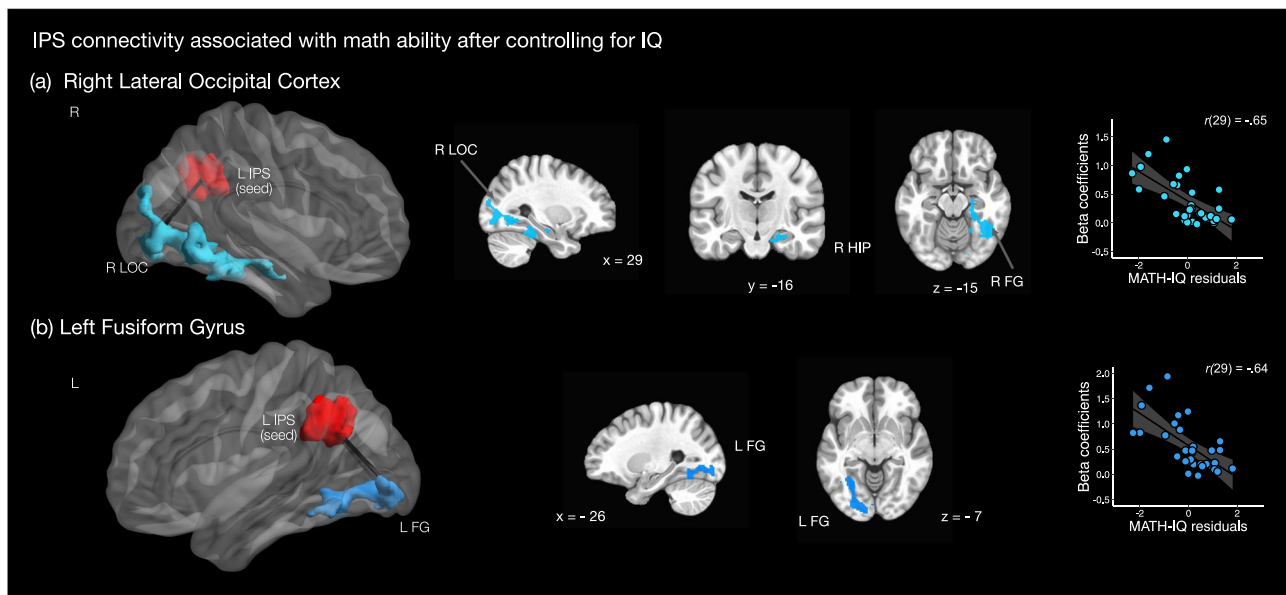 IPS connectivity associated with math ability after controlling for IQ
(a) Right Lateral Occipital Cortex
R
L IPS
(seed)
R LOC
R LOC
x = 29
R HIP
y = -16
R FG
z = -15
r(29) = -.65
Beta coefficients
1.5
1.0
0.5
0.0
-0.5
-2
0
2
MATH-IQ residuals
(b) Left Fusiform Gyrus
L
L IPS
(seed)
L FG
L FG
x = - 26
L FG
z = - 7
r(29) = -.64
Beta coefficients
2.0
1.5
1.0
0.5
0.0
-0.5
-2
0
2
MATH-IQ residuals